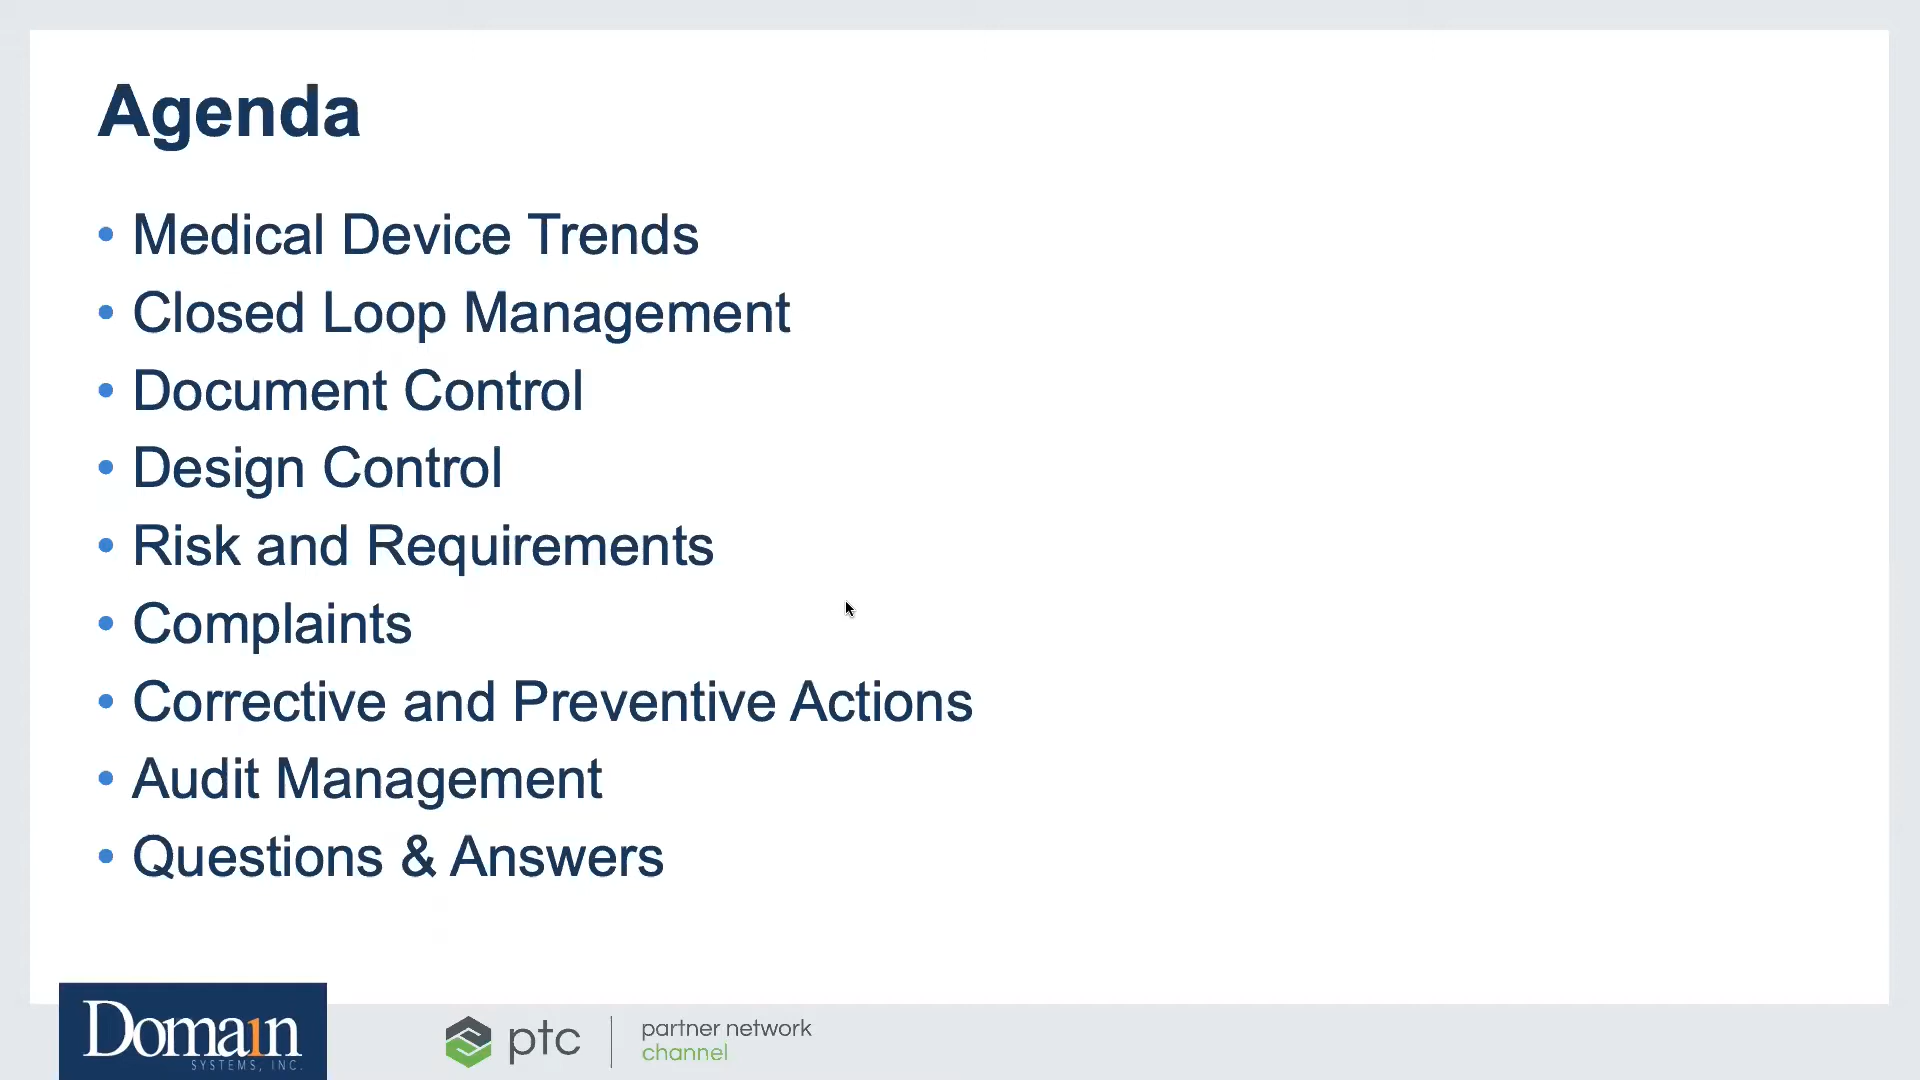 Agenda
• Medical Device Trends
• Closed Loop Management
• Document Control
• Design Control
• Risk and Requirements
• Complaints
• Corrective and Preventive Actions
• Audit Management
• Questions & Answers
Domain
SYSTEMS, INC.
ptc
partner network
channel